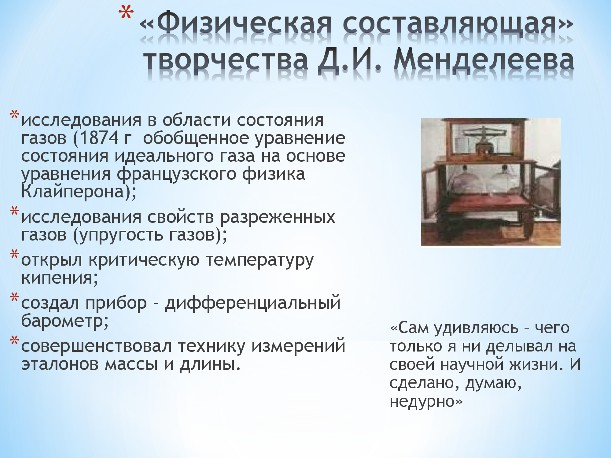 * «Физическая составляющая»
творчества Д.И. Менделеева
* исследования в области состояния
газов (1874 г обобщенное уравнение
состояния идеального газа на основе
уравнения французского физика
Клайперона);
* исследования свойств разреженных
газов (упругость газов);
* открыл критическую температуру
кипения;
* создал прибор – дифференциальный
барометр;
* совершенствовал технику измерений
эталонов массы и длины.
«Сам удивляюсь – чего
только я ни делывал на
своей научной жизни. И
сделано, думаю,
недурно»